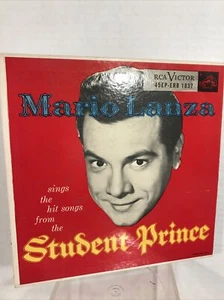 RCA VICTOR
45EP-ERB 1837
Mario Lanza
sings
the
hit songs
from
the
Student Prince